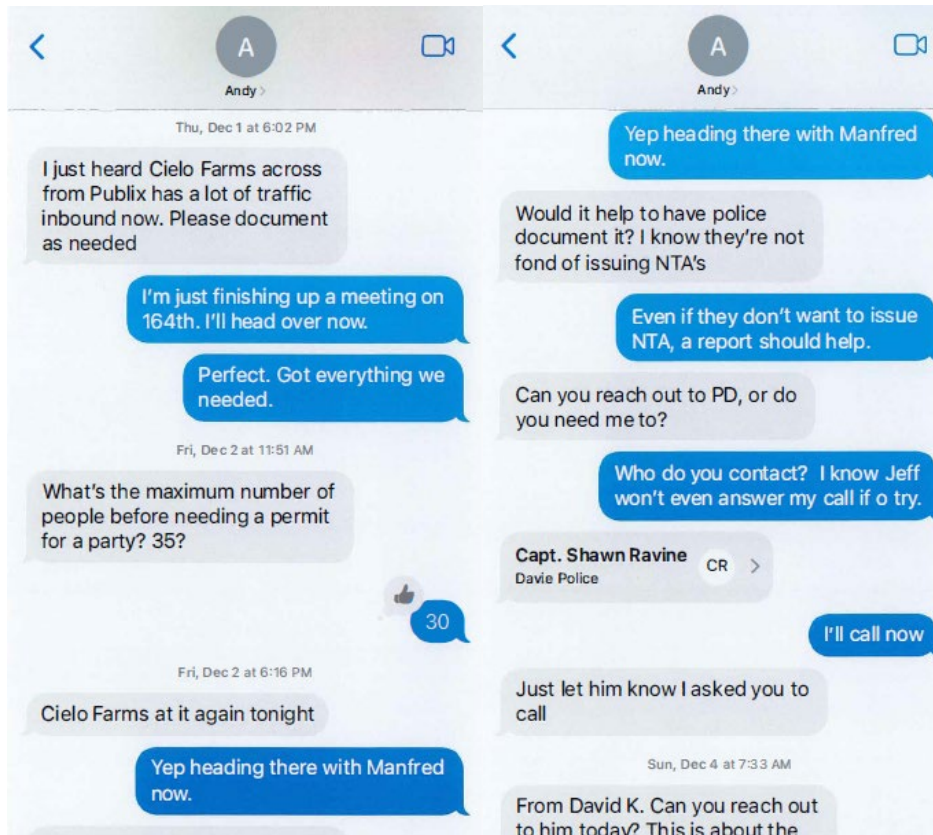 A
Andy
Thu, Dec 1 at 6:02 PM
I just heard Cielo Farms across
from Publix has a lot of traffic
inbound now. Please document
as needed
I'm just finishing up a meeting on
164th. I'll head over now.
Perfect. Got everything we
needed.
Fri, Dec 2 at 11:51 AM
What's the maximum number of
people before needing a permit
for a party? 35?
30
Fri, Dec 2 at 6:16 PM
Cielo Farms at it again tonight
Yep heading there with Manfred
now.
A
Andy
Yep heading there with Manfred
now.
Would it help to have police
document it? I know they're not
fond of issuing NTA's
Even if they don't want to issue
NTA, a report should help.
Can you reach out to PD, or do
you need me to?
Who do you contact? I know Jeff
won't even answer my call if o try.
Capt. Shawn Ravine
Davie Police
CR
I'll call now
Just let him know I asked you to
call
Sun, Dec 4 at 7:33 AM
From David K. Can you reach out
to him today? This is about the